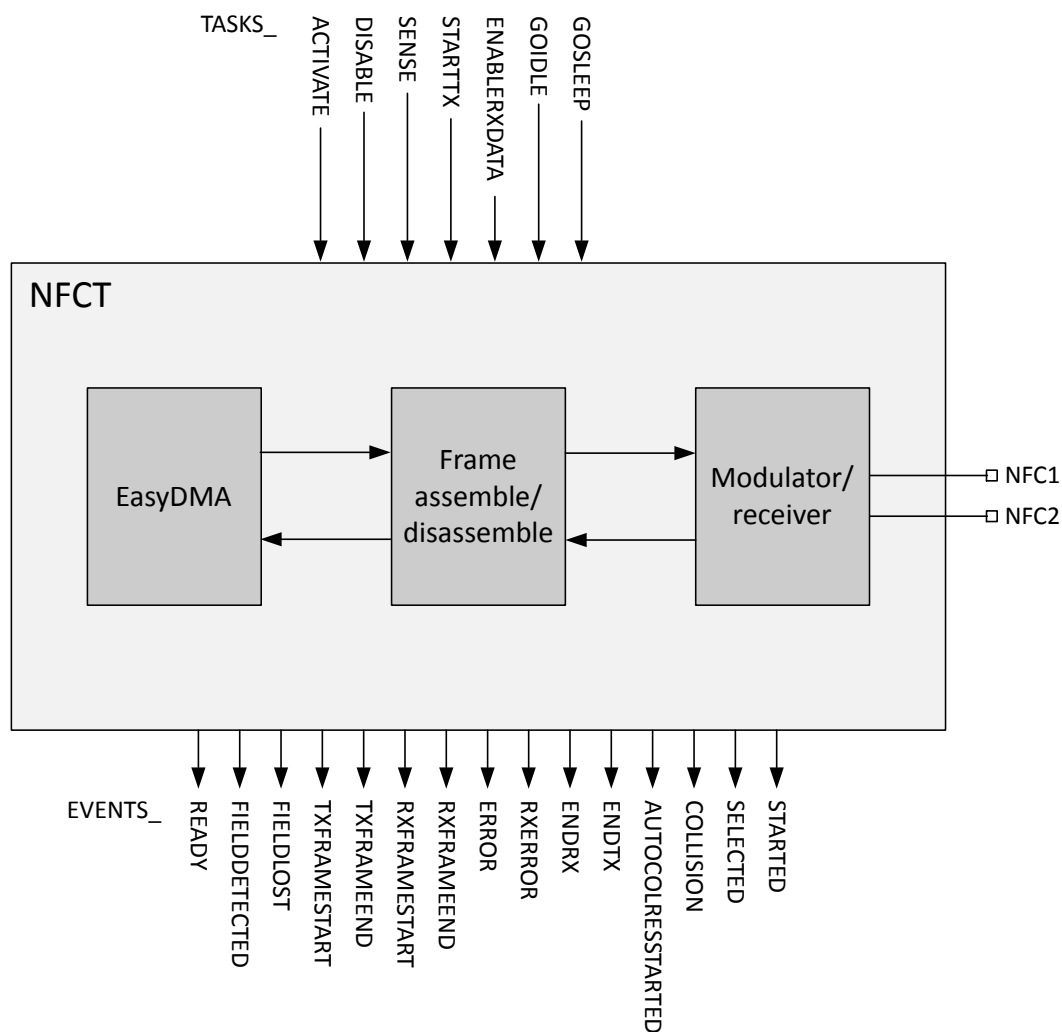 TASKS_
ACTIVATE
DISABLE
SENSE
STARTTX
ENABLERXDATA
GOIDLE
GOSLEEP
NFCT
EasyDMA
Frame
assemble/
disassemble
Modulator/
receiver
NFC1
NFC2
EVENTS_
READY
FIELDDETECTED
FIELDLOST
TXFRAMESTART
TXFRAMEEND
RXFRAMESTART
RXFRAMEEND
ERROR
RXERROR
ENDRX
ENDTX
AUTOCOLRESSTARTED
COLLISION
SELECTED
STARTED